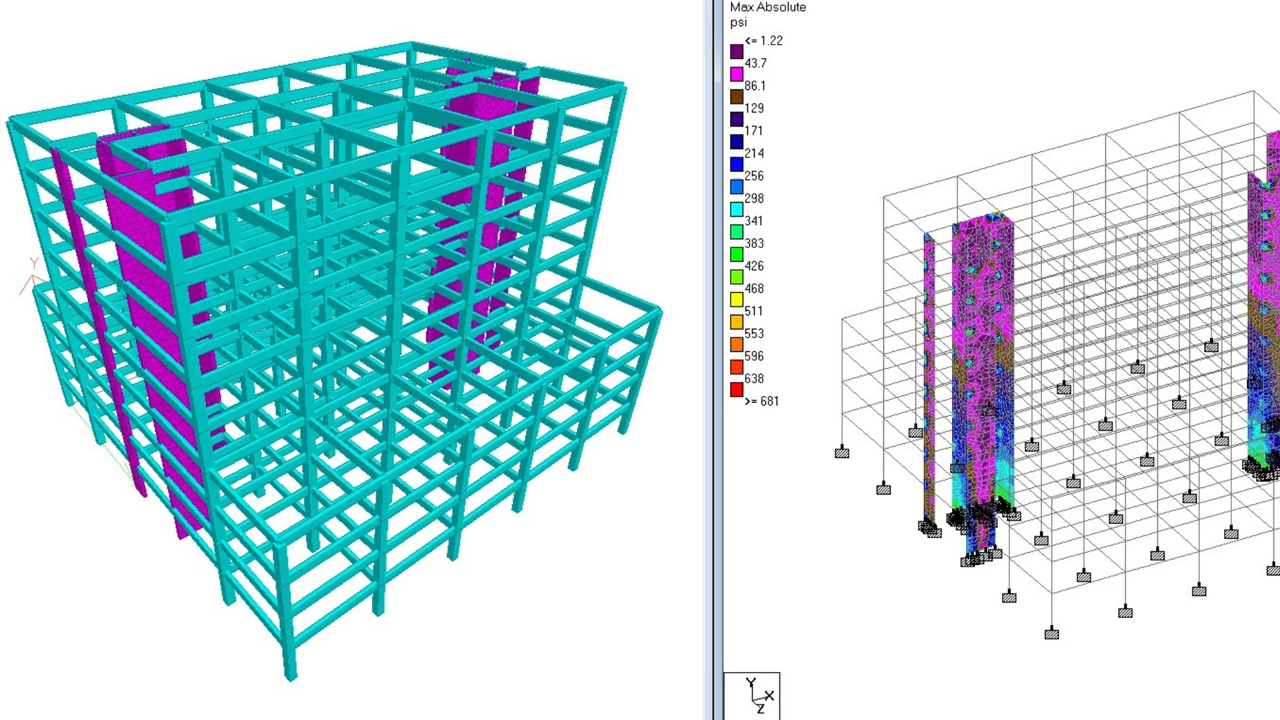 Max Absolute
psi
<= 1.22
43.7
86.1
129
171
214
256
298
341
383
426
468
511
553
596
638
>= 681
Y
Y
X
Z